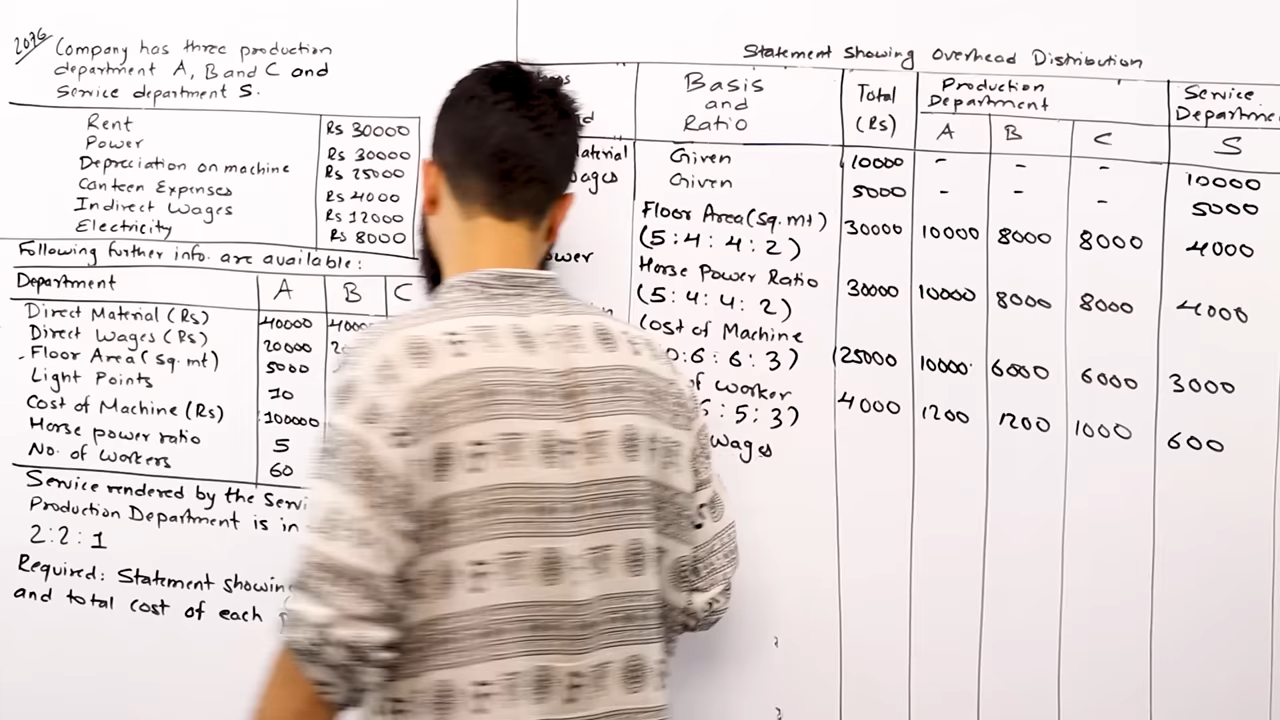 2076
Company has three production
department A, B and C and
Service department S.
Rent Rs 30000
Power Rs 30000
Depreciation on machine Rs 25000
Canteen Expenses Rs 4000
Indirect Wages Rs 12000
Electricity Rs 8000
Following further info. are available:
Department A B C
Direct Material (Rs) 40000
Direct Wages (Rs) 20000
Floor Area (sq. mt) 5000
Light Points 10
Cost of Machine (Rs) 100000
Horse power ratio 5
No. of workers 60
Service rendered by the
Production Department is in
2:2:1
Required: Statement
and total cost of each
Statement Showing Overhead Distribution
Basis and Ratio Total (Rs) Production Department Service
A B C S
Given 10000 - - - 10000
Given 5000 - - - 5000
Floor Area (sq. mt)
(5:4:4:2) 30000 10000 8000 8000 4000
Horse Power Ratio
(5:4:4:2) 30000 10000 8000 8000 4000
Cost of Machine
:6:6:3) 25000 10000 6000 6000 3000
worker
:5:3) 4000 1200 1200 1000 600
wages